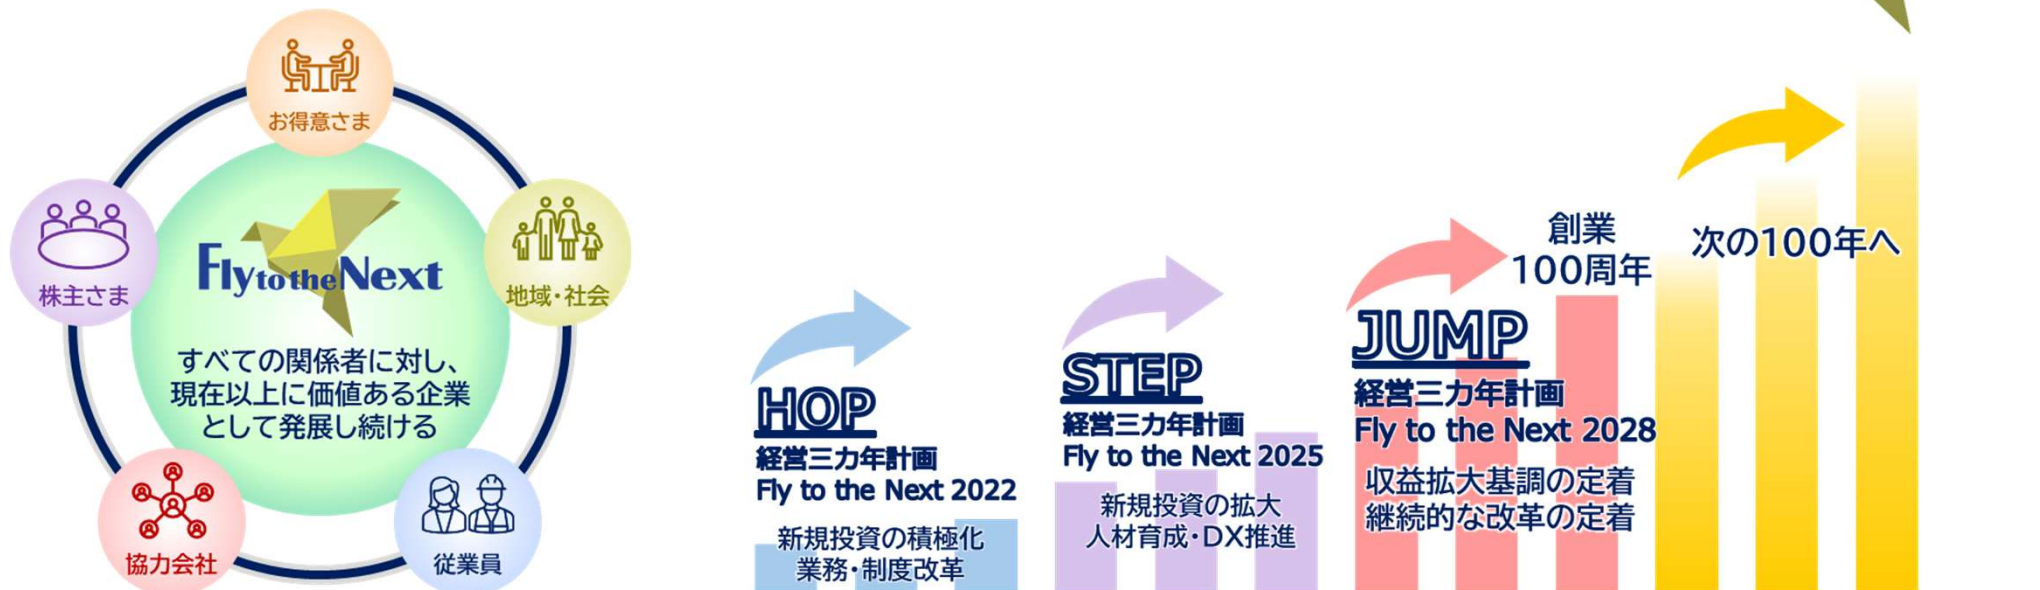 お得意さま
株主さま
地域・社会
Fly to the Next
すべての関係者に対し、
現在以上に価値ある企業
として発展し続ける
協力会社
従業員
HOP
経営三カ年計画
Fly to the Next 2022
新規投資の積極化
業務・制度改革
STEP
経営三カ年計画
Fly to the Next 2025
新規投資の拡大
人材育成・DX推進
JUMP
経営三カ年計画
Fly to the Next 2028
収益拡大基調の定着
継続的な改革の定着
創業
100周年
次の100年へ